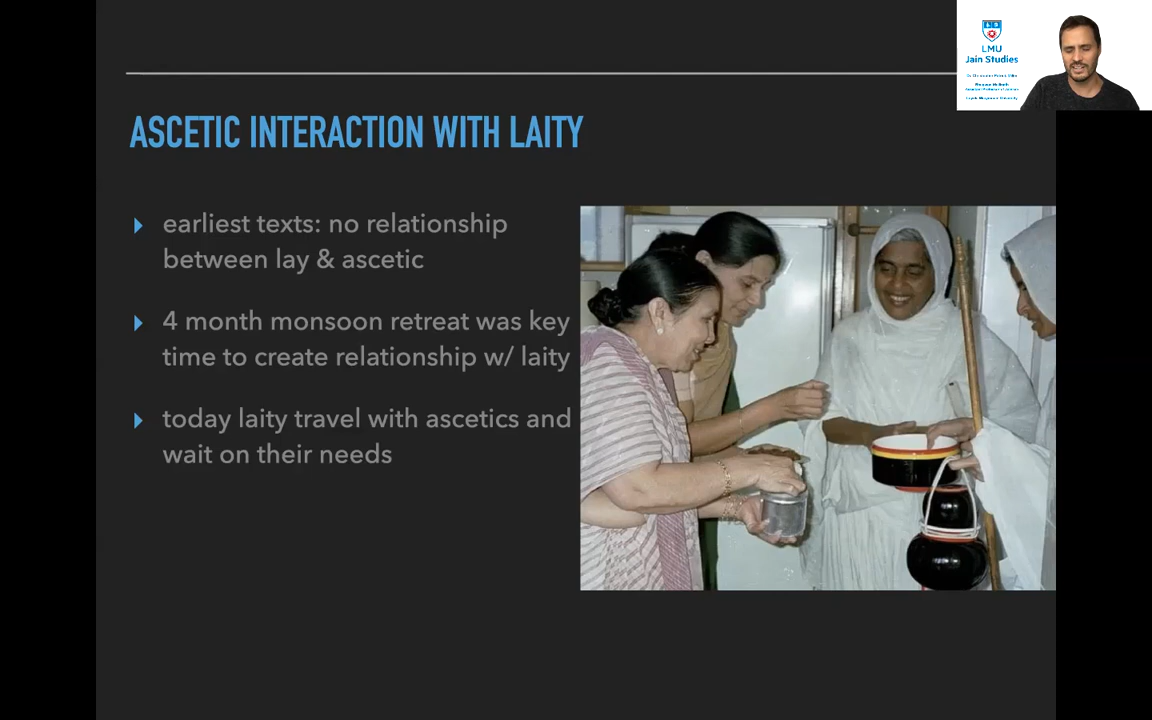 LMU
Jain Studies
ASCETIC INTERACTION WITH LAITY
earliest texts: no relationship
between lay & ascetic
4 month monsoon retreat was key
time to create relationship w/ laity
today laity travel with ascetics and
wait on their needs